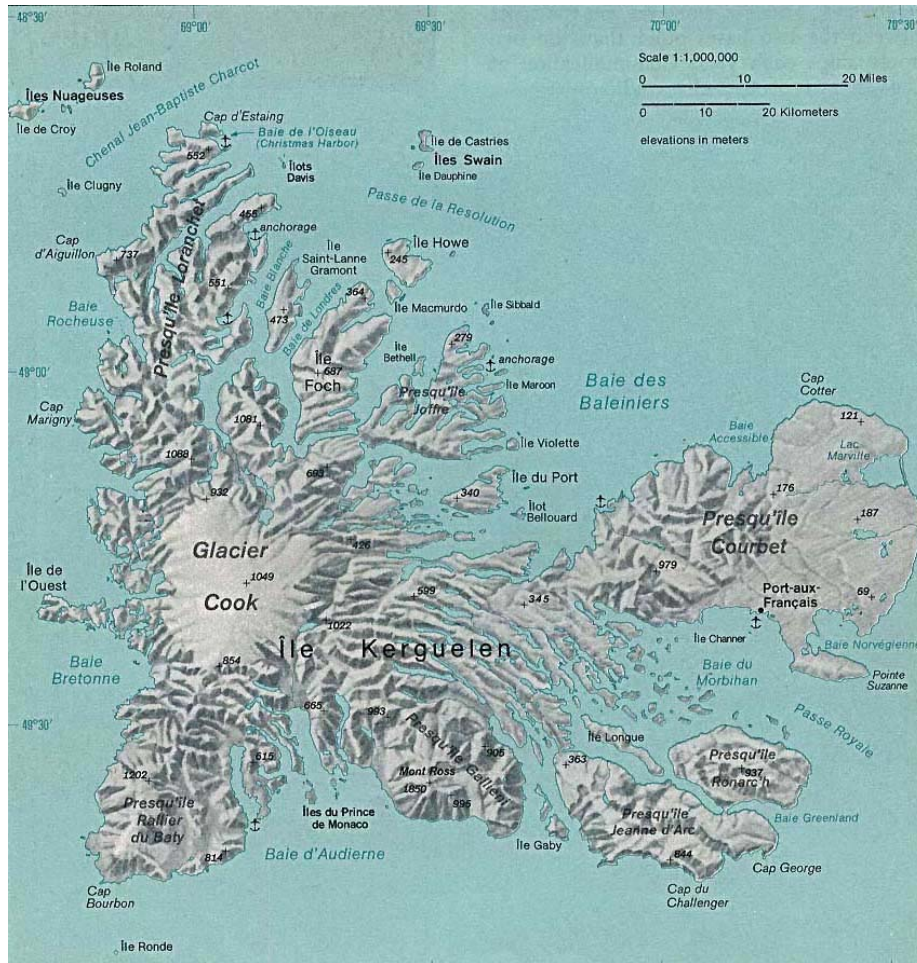 48°30'
69°00'
69°30'
70°00'
70°30'
Île Roland
Îles Nuageuses
Île de Croy
Chenal Jean-Baptiste Charcot
Cap d'Estaing
Baie de l'Oiseau
(Christmas Harbor)
552
Îlots
Davis
Île de Castries
Îles Swain
Île Dauphine
Scale 1:1,000,000
0 10 20 Miles
0 10 20 Kilometers
elevations in meters
Île Clugny
Passe de la Resolution
455
anchorage
Cap
d'Aiguillon
737
Presqu'île Loranchet
551
Baie Blanche
Île
Saint-Lanne
Gramont
Île Howe
245
364
473
Baie de Londres
Île Macmurdo
Île Sibbald
Baie
Rocheuse
279
Île
Bethell
anchorage
49°00'
Île
Foch
687
Presqu'île
Joffre
Île Maroon
Baie des
Baleiniers
Cap
Cotter
Cap
Marigny
1081
121
Baie
Accessible
Lac
Marville
Île Violette
1088
693
932
Île du Port
340
Îlot
Bellouard
176
187
Presqu'île
Courbet
426
Glacier
Cook
1049
979
Île de
l'Ouest
599
345
Port-aux-
Français
69
1022
Île Channer
Baie Norvégienne
Île Kerguelen
Baie
Bretonne
854
Baie du
Morbihan
Pointe
Suzanne
49°30'
665
993
Presqu'île Gallieni
906
Île Longue
Passe Royale
615
363
Presqu'île
Ronarc'h
937
1202
Mont Ross
1850
995
Presqu'île
Rallier
du Baty
Îles du Prince
de Monaco
Presqu'île
Jeanne d'Arc
Baie Greenland
Île Gaby
814
Baie d'Audierne
844
Cap George
Cap
Bourbon
Cap du
Challenger
Île Ronde